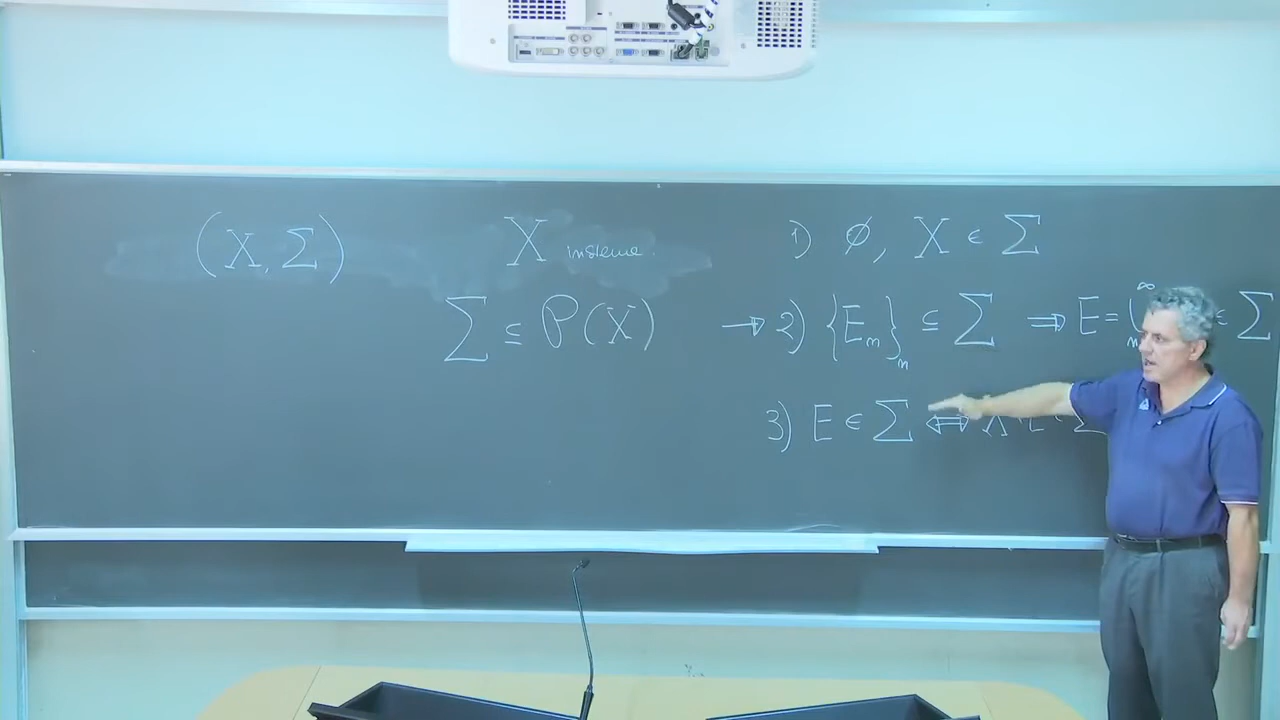 (X, Σ)
X insieme.
Σ ⊆ P(X)
1) ∅, X ∈ Σ
→ 2) {Eₙ}ₙ ⊆ Σ ⇒ E = ∞ ∈ Σ
3) E ∈ Σ ⇔ X \ E ∈ Σ